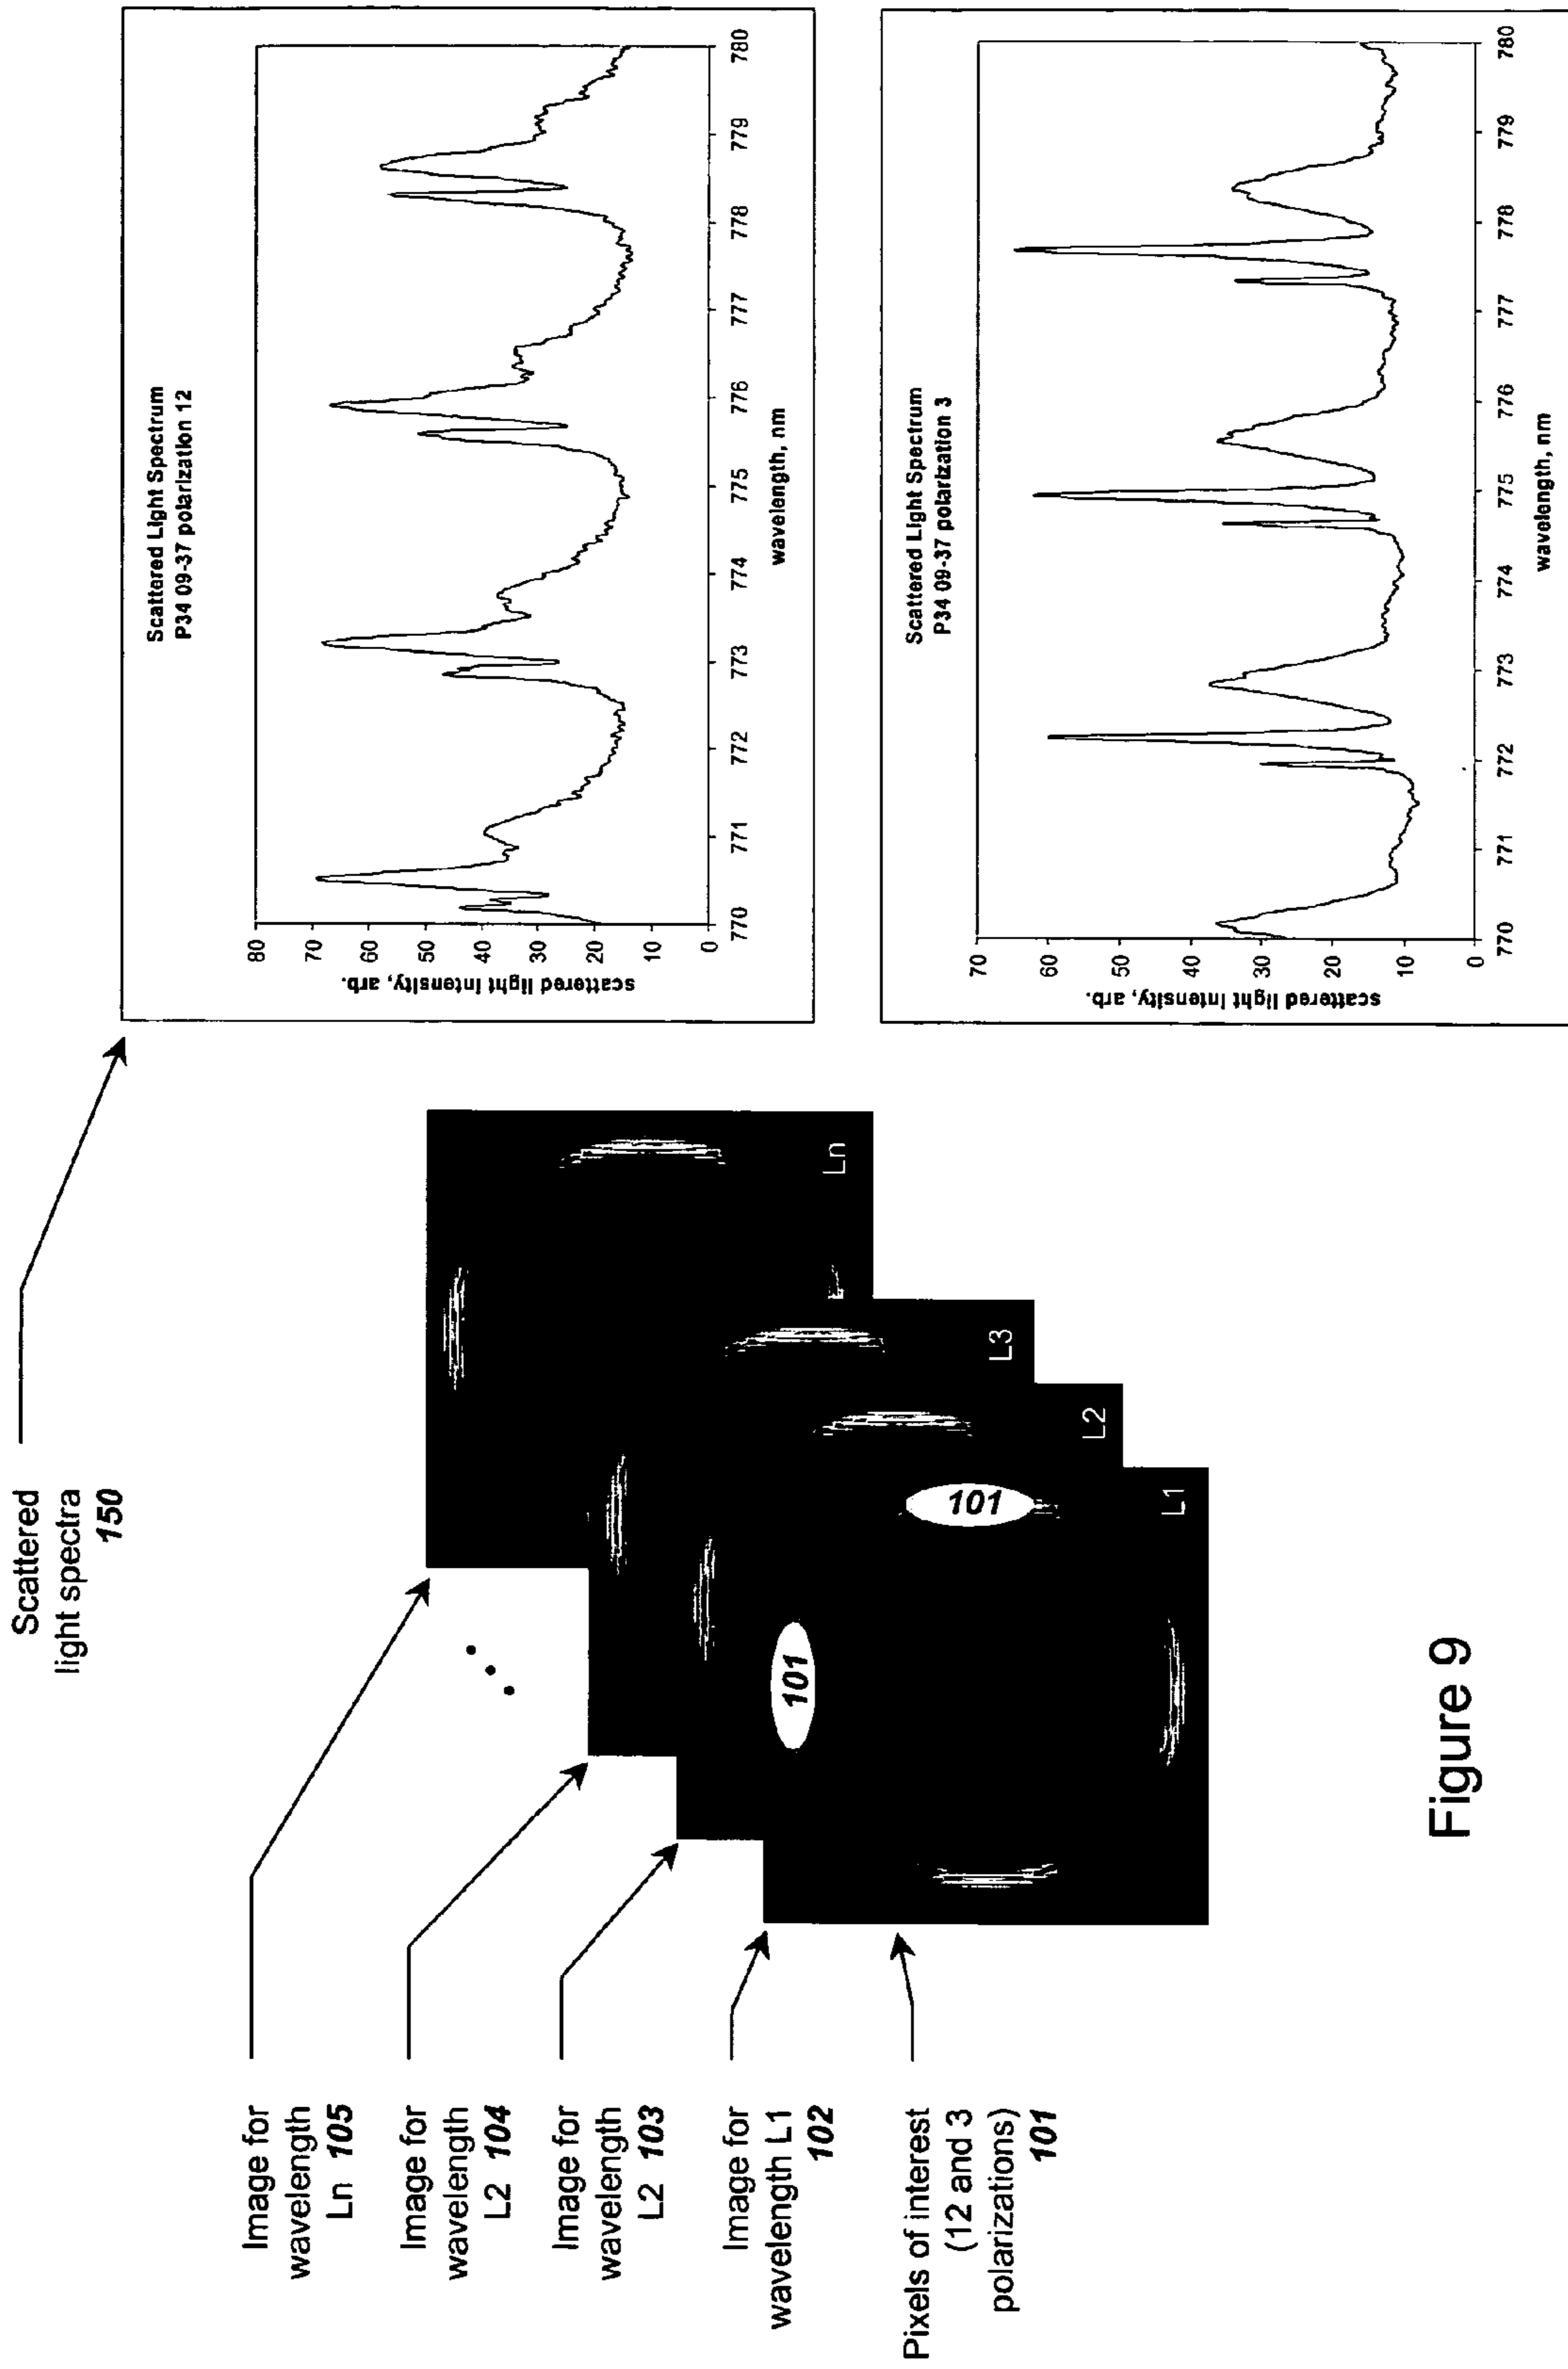 Scattered
light spectra
150
Image for
wavelength
Ln 105
Image for
wavelength
L2 104
Image for
wavelength
L2 103
Image for
wavelength L1
102
Pixels of interest
(12 and 3
polarizations)
101
101
101
L1
L2
L3
Ln
Scattered Light Spectrum
P34 09-37 polarization 12
scattered light intensity, arb.
80
70
60
50
40
30
20
10
0
770 771 772 773 774 775 776 777 778 779 780
wavelength, nm
Scattered Light Spectrum
P34 09-37 polarization 3
scattered light intensity, arb.
70
60
50
40
30
20
10
0
770 771 772 773 774 775 776 777 778 779 780
wavelength, nm
Figure 9